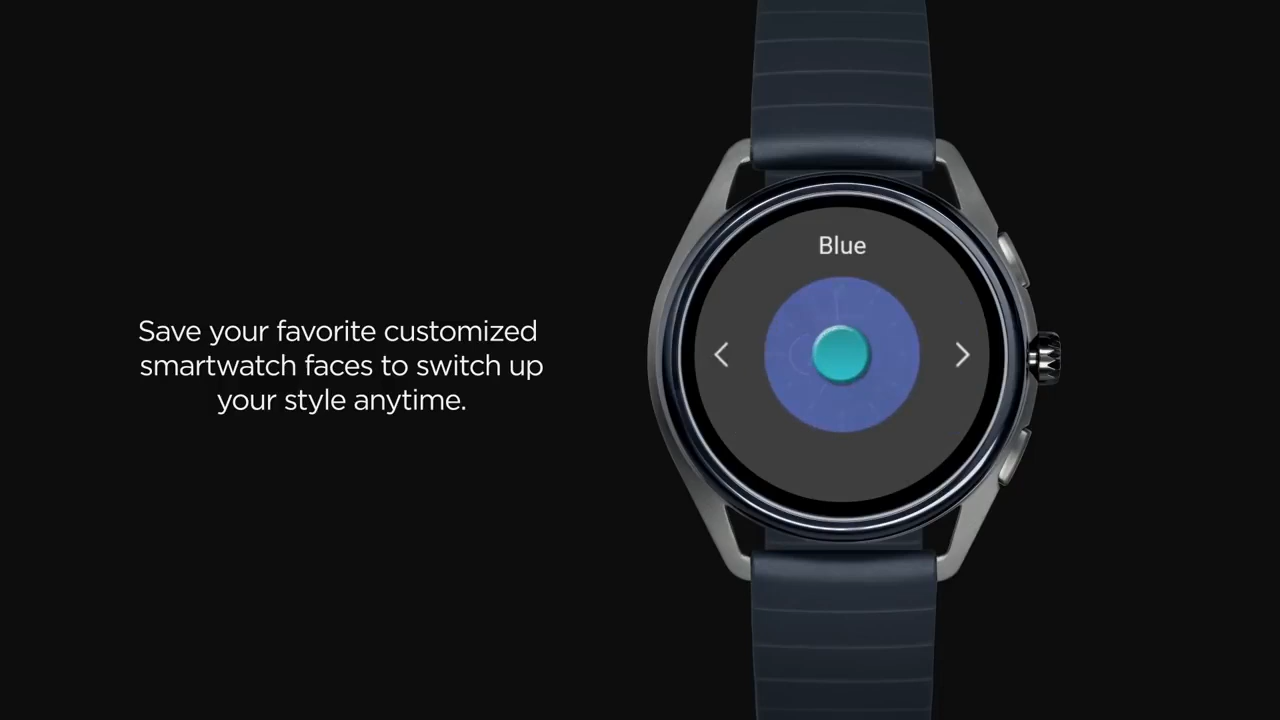 Save your favorite customized
smartwatch faces to switch up
your style anytime.
Blue